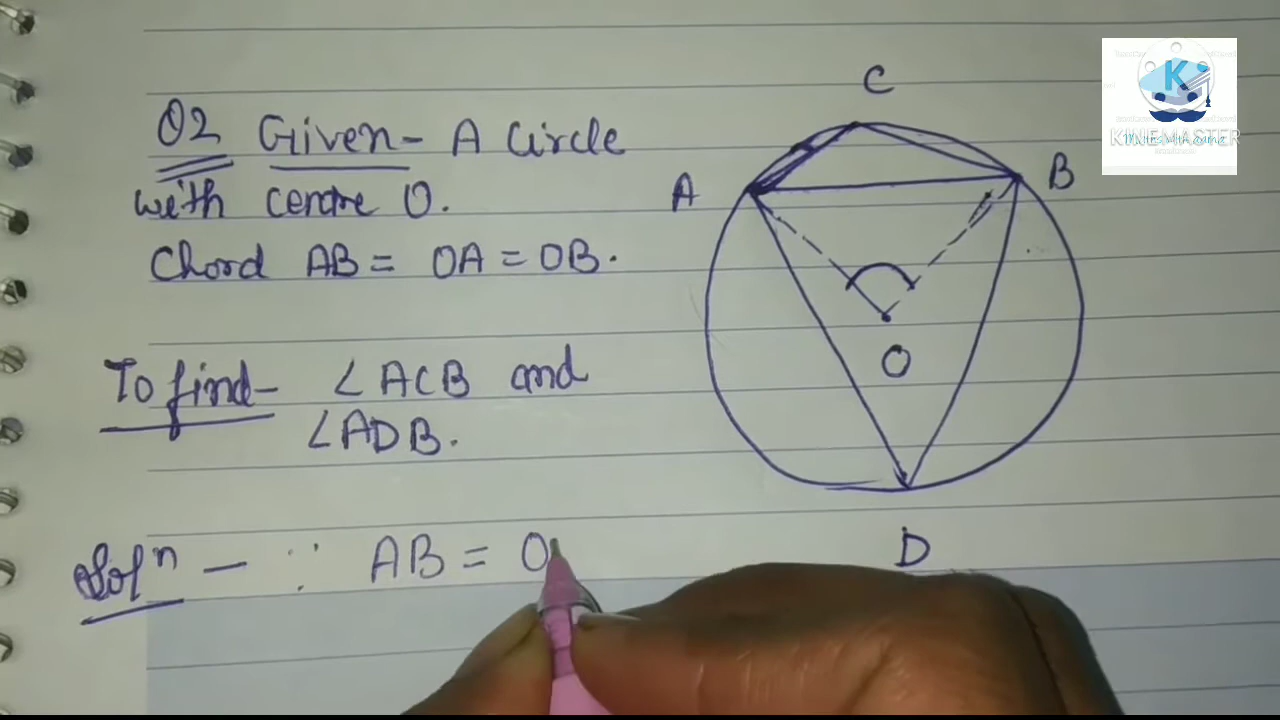 Q2 Given- A Circle
with centre O.
Chord AB = OA = OB.
To find- ∠ACB and
∠ADB.
Solⁿ - ∵ AB = O
C
A
B
O
D
K
KINEMASTER